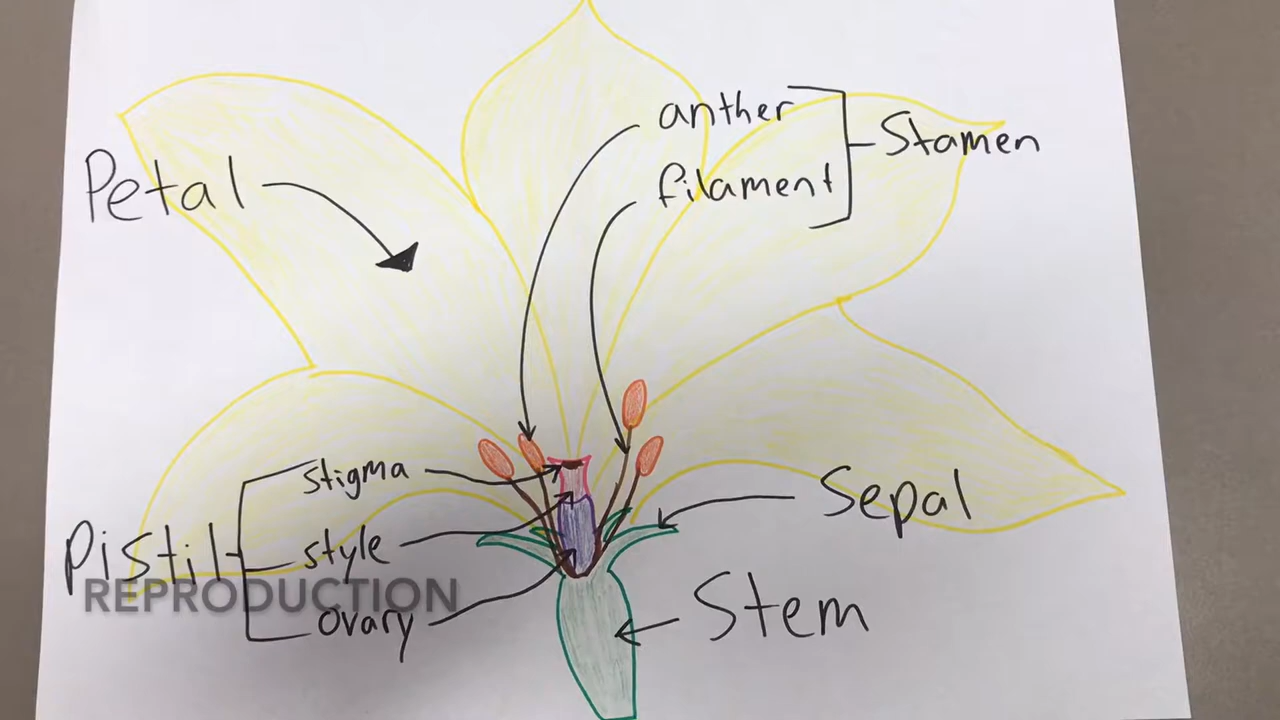 anther
filament
Stamen
Petal
Stigma
style
ovary
Pistil
Sepal
Stem
REPRODUCTION